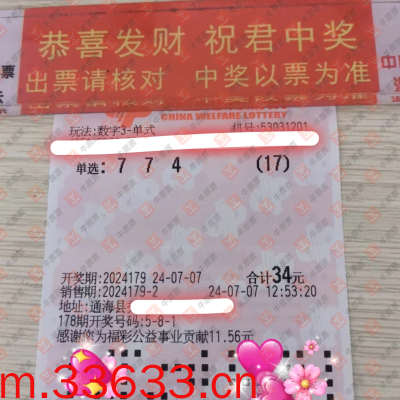 恭喜发财 祝君中奖
出票请核对 中奖以票为准
CHINA WELFARE LOTTERY
玩法:数字3-单式 机号:53031201
单选: 7 7 4 (17)
开奖期:2024179 24-07-07 合计34元
销售期:2024179-2 24-07-07 12:53:20
地址:通海县
178期开奖号码:5-8-1
感谢您为福彩公益事业贡献11.56元
m.33633.cn